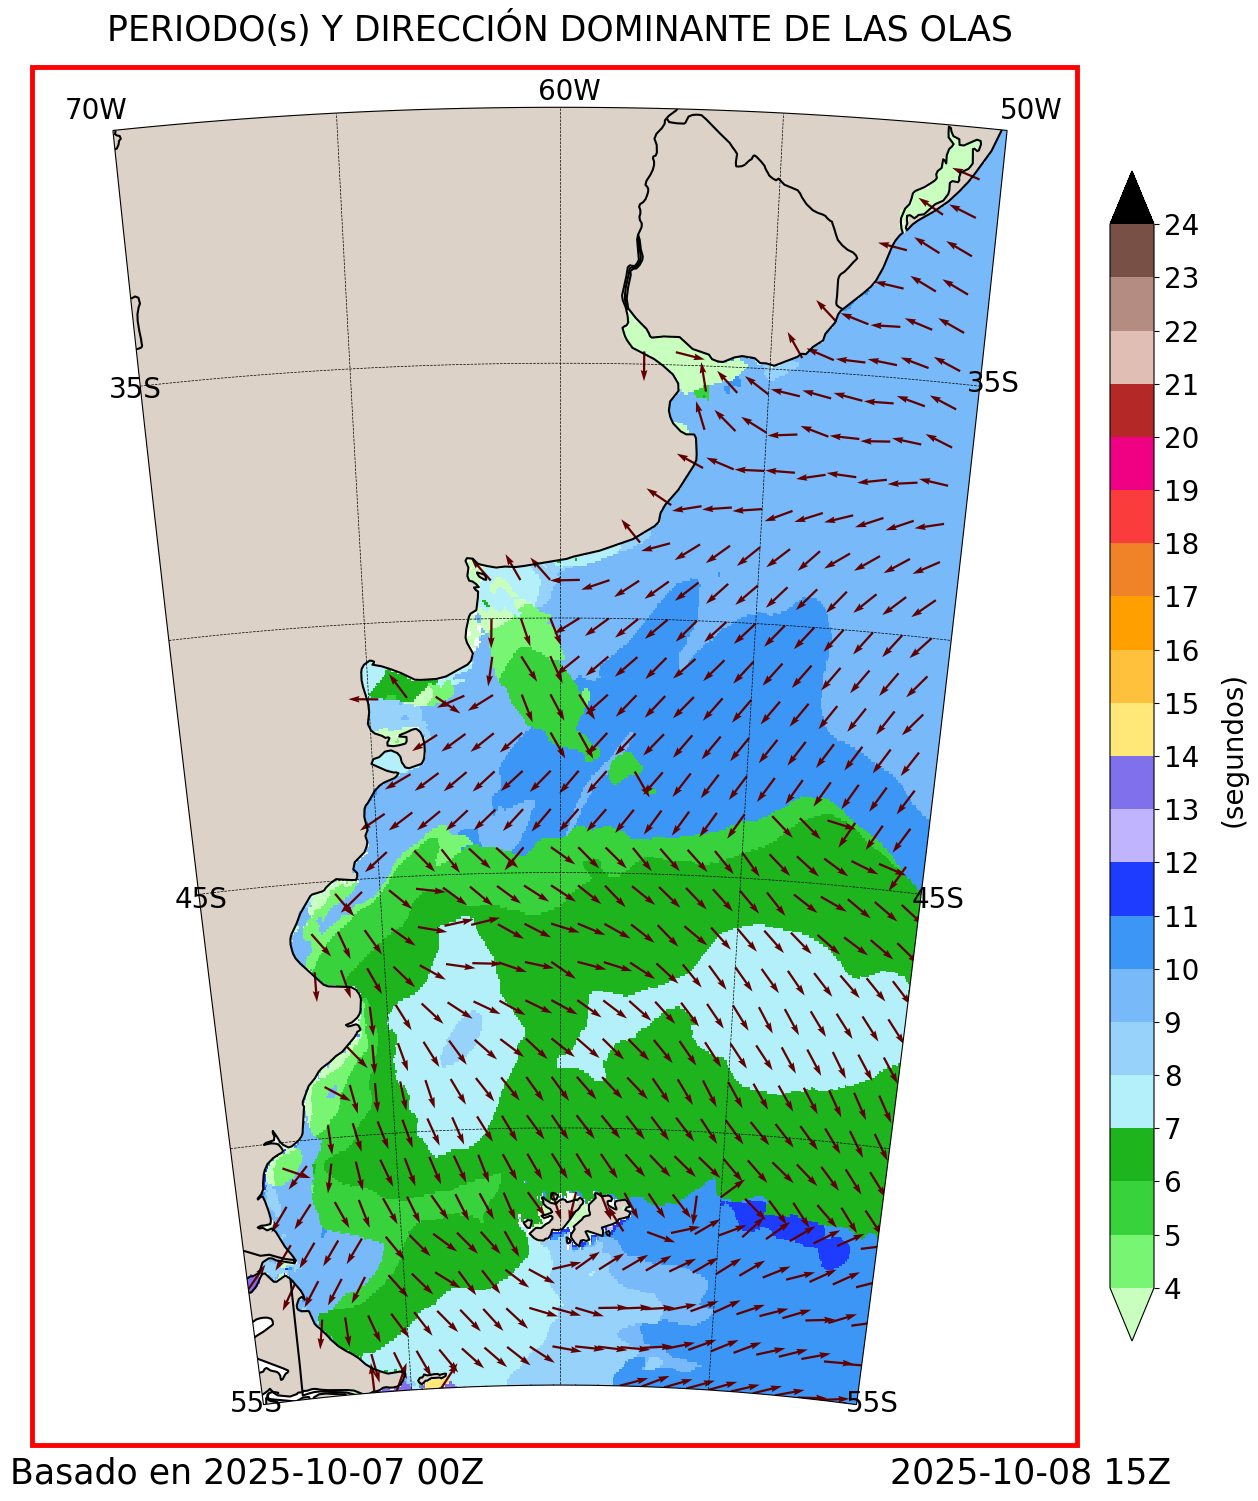 PERIODO(s) Y DIRECCIÓN DOMINANTE DE LAS OLAS
70W
60W
50W
35S
35S
45S
45S
55S
55S
24
23
22
21
20
19
18
17
16
15
14
13
12
11
10
9
8
7
6
5
4
(segundos)
Basado en 2025-10-07 00Z
2025-10-08 15Z